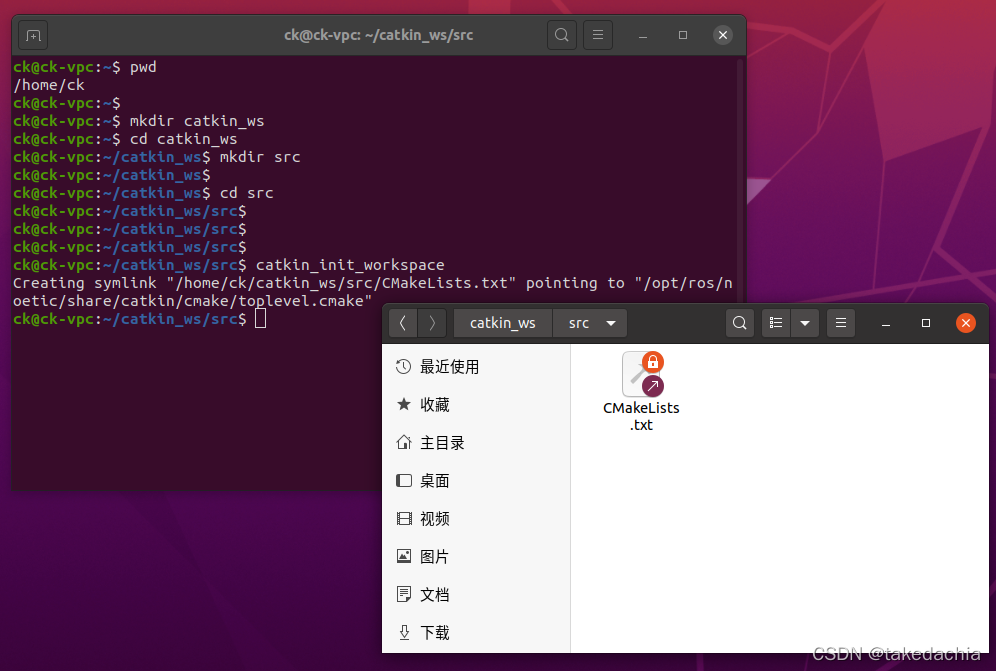 ck@ck-vpc: ~/catkin_ws/src
ck@ck-vpc:~$ pwd
/home/ck
ck@ck-vpc:~$
ck@ck-vpc:~$ mkdir catkin_ws
ck@ck-vpc:~$ cd catkin_ws
ck@ck-vpc:~/catkin_ws$ mkdir src
ck@ck-vpc:~/catkin_ws$
ck@ck-vpc:~/catkin_ws$ cd src
ck@ck-vpc:~/catkin_ws/src$
ck@ck-vpc:~/catkin_ws/src$
ck@ck-vpc:~/catkin_ws/src$
ck@ck-vpc:~/catkin_ws/src$ catkin_init_workspace
Creating symlink "/home/ck/catkin_ws/src/CMakeLists.txt" pointing to "/opt/ros/n
oetic/share/catkin/cmake/toplevel.cmake"
ck@ck-vpc:~/catkin_ws/src$
catkin_ws src
最近使用
收藏
主目录
桌面
视频
图片
文档
下载
CMakeLists
.txt
CSDN @takedachia